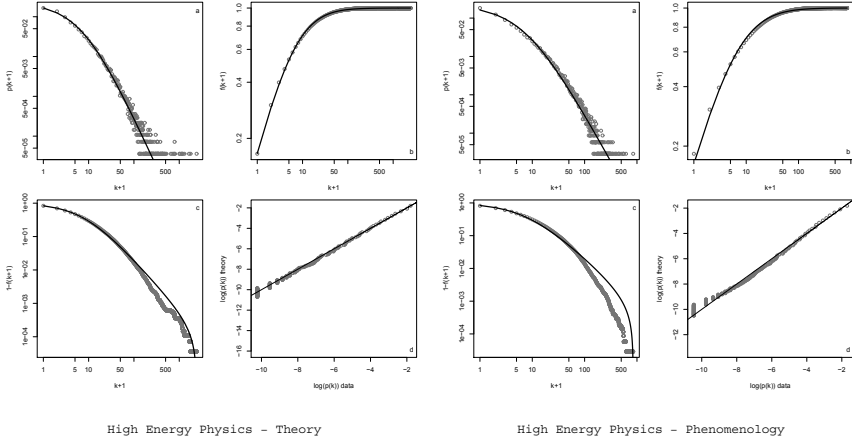 a
5e−02
5e−03
5e−04
5e−05
p(k+1)
1 5 10 50 500
k+1
b
1.0
0.8
0.6
0.4
0.2
f(k+1)
1 5 10 50 500
k+1
a
5e−02
5e−03
5e−04
5e−05
p(k+1)
1 5 10 50 100 500
k+1
b
1.0
0.8
0.6
0.4
0.2
f(k+1)
1 5 10 50 100 500
k+1
c
1e+00
1e−01
1e−02
1e−03
1e−04
1−f(k+1)
1 5 10 50 500
k+1
d
−2
−4
−6
−8
−10
−12
−14
−16
log(p(k)) theory
−10 −8 −6 −4 −2
log(p(k)) data
c
1e+00
1e−01
1e−02
1e−03
1e−04
1−f(k+1)
1 5 10 50 100 500
k+1
d
−2
−4
−6
−8
−10
−12
log(p(k)) theory
−10 −8 −6 −4 −2
log(p(k)) data
High Energy Physics − Theory
High Energy Physics − Phenomenology